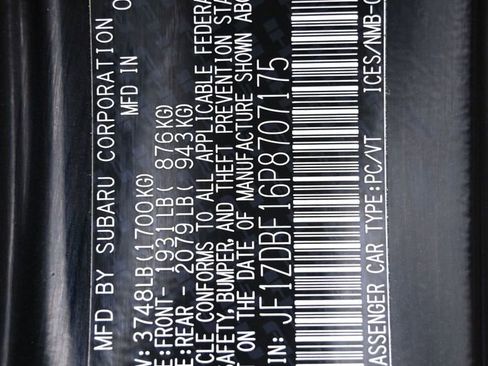 MFD BY SUBARU CORPORATION 0
MFD IN
: 3748LB(1700KG)
E:FRONT- 1931LB( 876KG)
E:REAR - 2079LB( 943KG)
CLE CONFORMS TO ALL APPLICABLE FEDERA
SAFETY, BUMPER, AND THEFT PREVENTION STA
ON THE DATE OF MANUFACTURE SHOWN ABO
IN: JF1ZDBF16P8707175
ASSENGER CAR TYPE:PC/VT ICES/NMB-